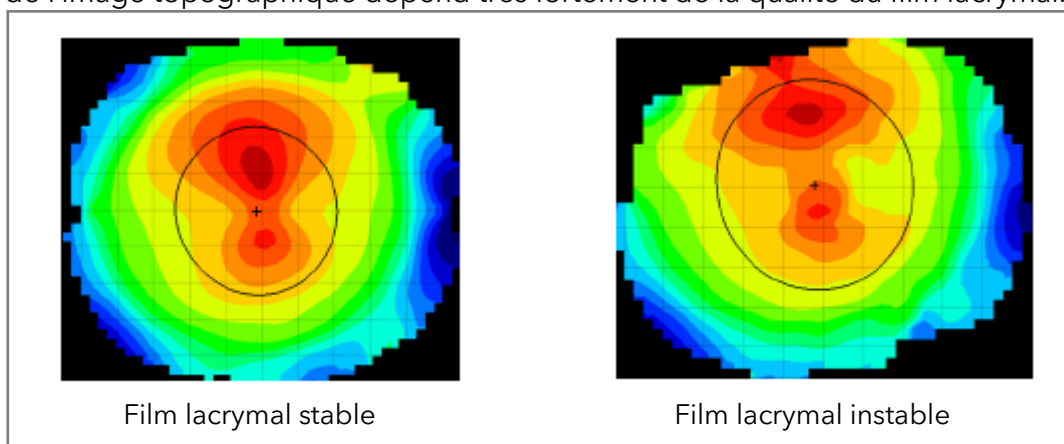 de l'image topographique dépend très fortement de la qualité du film lacrymal.
Film lacrymal stable
Film lacrymal instable